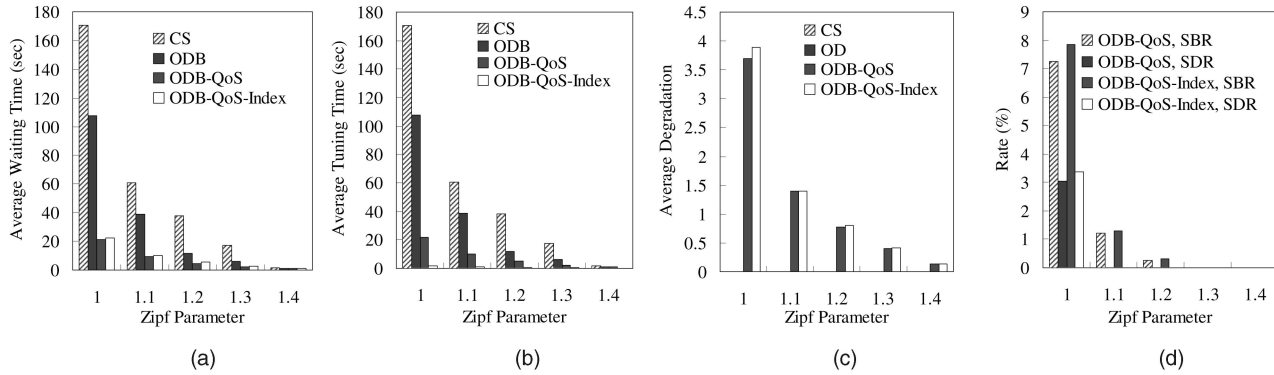 Average Waiting Time (sec)
180
160
140
120
100
80
60
40
20
0
CS
ODB
ODB-QoS
ODB-QoS-Index
1 1.1 1.2 1.3 1.4
Zipf Parameter
(a)
Average Tuning Time (sec)
180
160
140
120
100
80
60
40
20
0
CS
ODB
ODB-QoS
ODB-QoS-Index
1 1.1 1.2 1.3 1.4
Zipf Parameter
(b)
Average Degradation
4.5
4
3.5
3
2.5
2
1.5
1
0.5
0
CS
OD
ODB-QoS
ODB-QoS-Index
1 1.1 1.2 1.3 1.4
Zipf Parameter
(c)
Rate (%)
9
8
7
6
5
4
3
2
1
0
ODB-QoS, SBR
ODB-QoS, SDR
ODB-QoS-Index, SBR
ODB-QoS-Index, SDR
1 1.1 1.2 1.3 1.4
Zipf Parameter
(d)